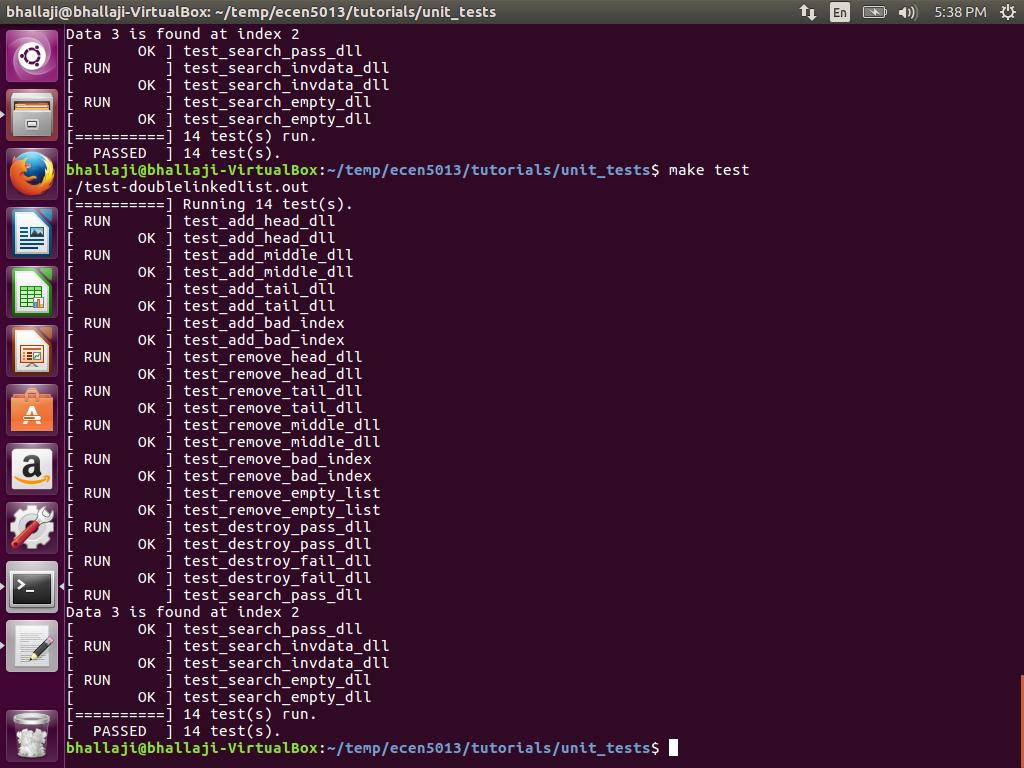 bhallaji@bhallaji-VirtualBox: ~/temp/ecen5013/tutorials/unit_tests En 5:38 PM
Data 3 is found at index 2
[       OK ] test_search_pass_dll
[ RUN      ] test_search_invdata_dll
[       OK ] test_search_invdata_dll
[ RUN      ] test_search_empty_dll
[       OK ] test_search_empty_dll
[==========] 14 test(s) run.
[  PASSED  ] 14 test(s).
bhallaji@bhallaji-VirtualBox:~/temp/ecen5013/tutorials/unit_tests$ make test
./test-doublelinkedlist.out
[==========] Running 14 test(s).
[ RUN      ] test_add_head_dll
[       OK ] test_add_head_dll
[ RUN      ] test_add_middle_dll
[       OK ] test_add_middle_dll
[ RUN      ] test_add_tail_dll
[       OK ] test_add_tail_dll
[ RUN      ] test_add_bad_index
[       OK ] test_add_bad_index
[ RUN      ] test_remove_head_dll
[       OK ] test_remove_head_dll
[ RUN      ] test_remove_tail_dll
[       OK ] test_remove_tail_dll
[ RUN      ] test_remove_middle_dll
[       OK ] test_remove_middle_dll
[ RUN      ] test_remove_bad_index
[       OK ] test_remove_bad_index
[ RUN      ] test_remove_empty_list
[       OK ] test_remove_empty_list
[ RUN      ] test_destroy_pass_dll
[       OK ] test_destroy_pass_dll
[ RUN      ] test_destroy_fail_dll
[       OK ] test_destroy_fail_dll
[ RUN      ] test_search_pass_dll
Data 3 is found at index 2
[       OK ] test_search_pass_dll
[ RUN      ] test_search_invdata_dll
[       OK ] test_search_invdata_dll
[ RUN      ] test_search_empty_dll
[       OK ] test_search_empty_dll
[==========] 14 test(s) run.
[  PASSED  ] 14 test(s).
bhallaji@bhallaji-VirtualBox:~/temp/ecen5013/tutorials/unit_tests$